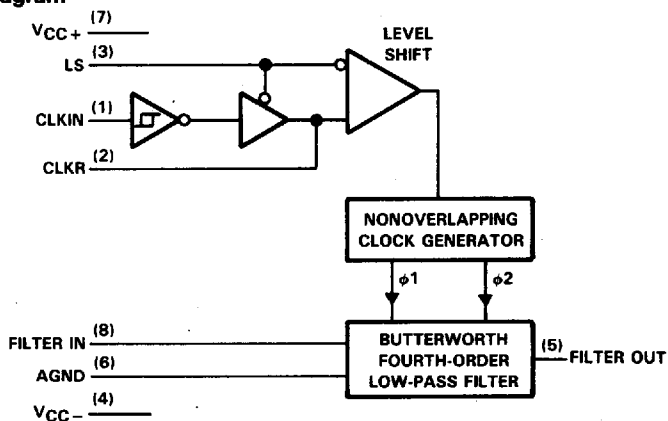 agram
VCC+ (7)
LEVEL
SHIFT
LS (3)
CLKIN (1)
CLKR (2)
NONOVERLAPPING
CLOCK GENERATOR
φ1 φ2
FILTER IN (8)
BUTTERWORTH
FOURTH-ORDER
LOW-PASS FILTER
(5) FILTER OUT
AGND (6)
VCC- (4)